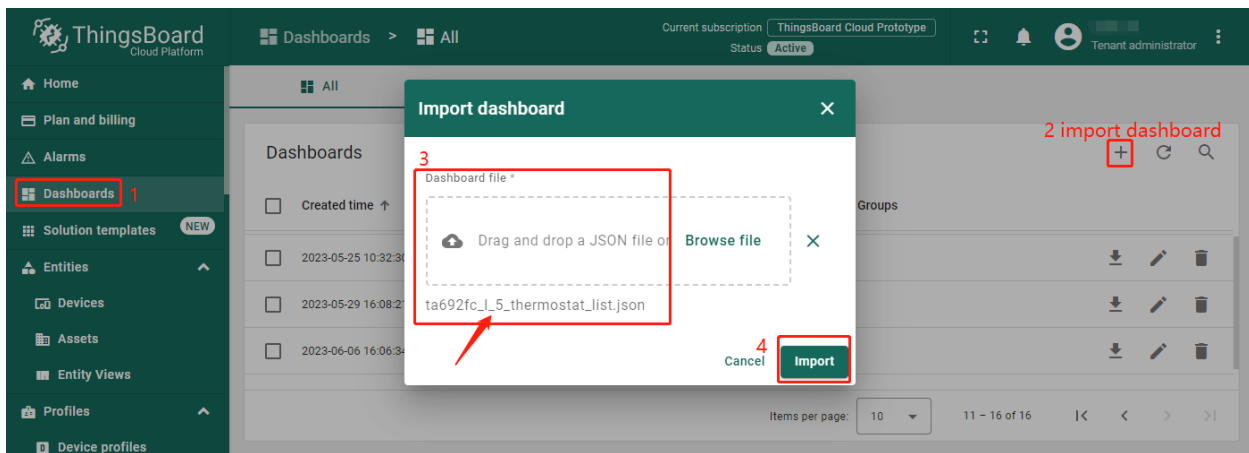 ThingsBoard
Cloud Platform
Dashboards > All
Current subscription ThingsBoard Cloud Prototype
Status Active
Tenant administrator
Home
Plan and billing
Alarms
Dashboards 1
Solution templates NEW
Entities
Devices
Assets
Entity Views
Profiles
Device profiles
All
Dashboards
2 import dashboard
Created time
Groups
2023-05-25 10:32:30
2023-05-29 16:08:2
2023-06-06 16:06:34
Items per page: 10 11 – 16 of 16
Import dashboard
3
Dashboard file *
Drag and drop a JSON file or Browse file
ta692fc_l_5_thermostat_list.json
4
Cancel Import